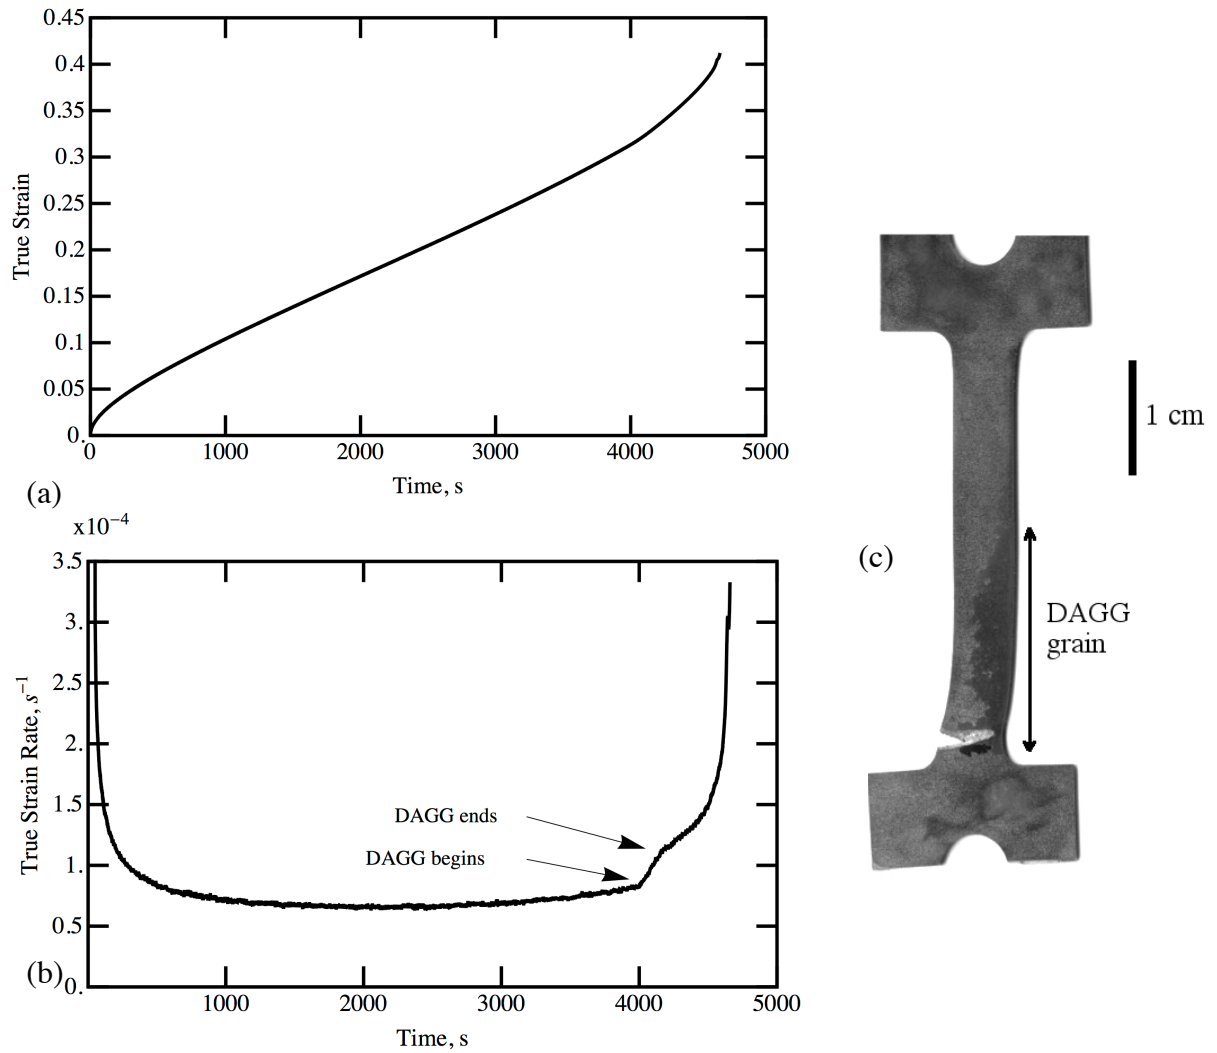 0.45
0.4
0.35
0.3
0.25
0.2
0.15
0.1
0.05
0.
True Strain
0 1000 2000 3000 4000 5000
Time, s
(a)
x10−4
3.5
3.
2.5
2.
1.5
1.
0.5
0.
True Strain Rate, s−1
DAGG ends
DAGG begins
(b)
1000 2000 3000 4000 5000
Time, s
(c)
1 cm
DAGG
grain